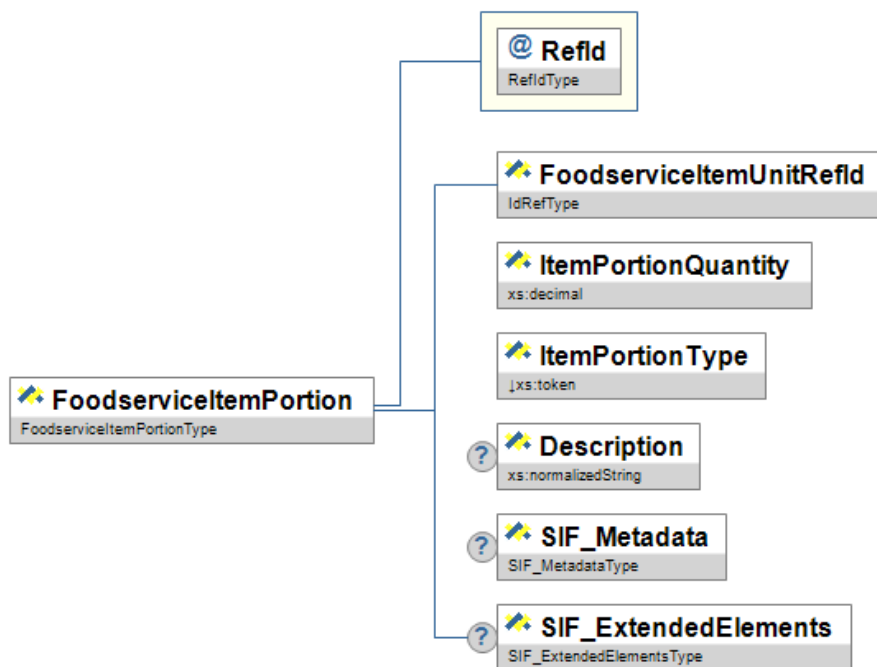 @ RefId
RefIdType
FoodserviceItemUnitRefId
IdRefType
ItemPortionQuantity
xs:decimal
ItemPortionType
↓xs:token
FoodserviceItemPortion
FoodserviceItemPortionType
? Description
xs:normalizedString
? SIF_Metadata
SIF_MetadataType
? SIF_ExtendedElements
SIF_ExtendedElementsType